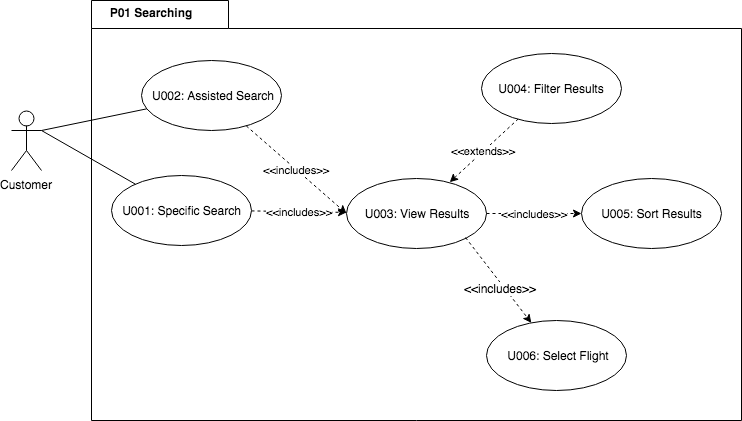 P01 Searching
U002: Assisted Search
U004: Filter Results
<<extends>>
<<includes>>
Customer
U001: Specific Search
<<includes>>
U003: View Results
<<includes>>
U005: Sort Results
<<includes>>
U006: Select Flight